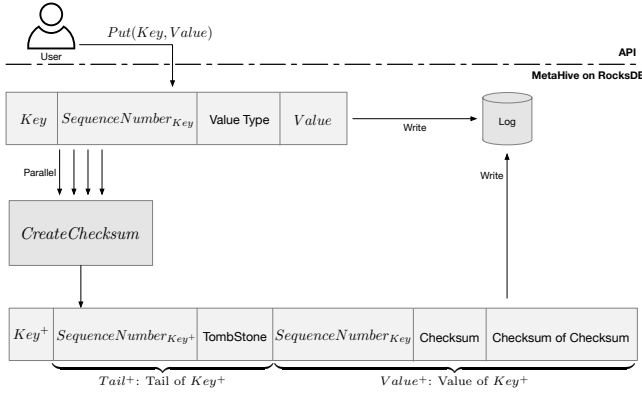 Put(Key, Value)
User
API
MetaHive on RocksDB
Key SequenceNumber_Key Value Type Value
Write
Log
Parallel
Write
CreateChecksum
Key⁺ SequenceNumber_Key⁺ TombStone SequenceNumber_Key Checksum Checksum of Checksum
Tail⁺: Tail of Key⁺ Value⁺: Value of Key⁺